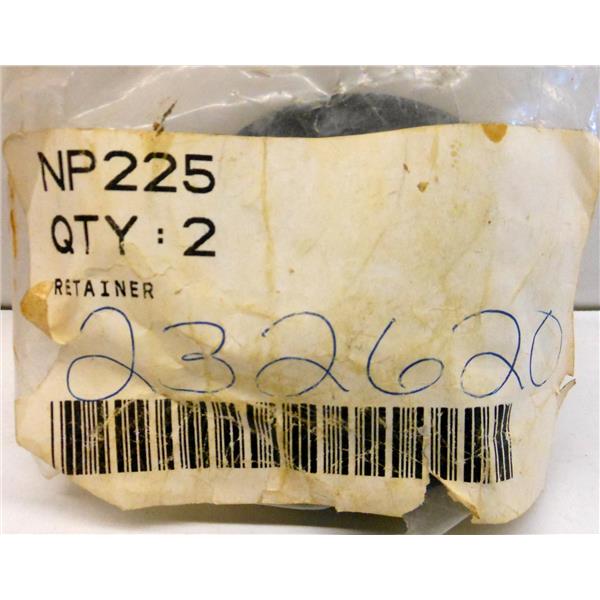 NP225
QTY : 2
RETAINER
232620